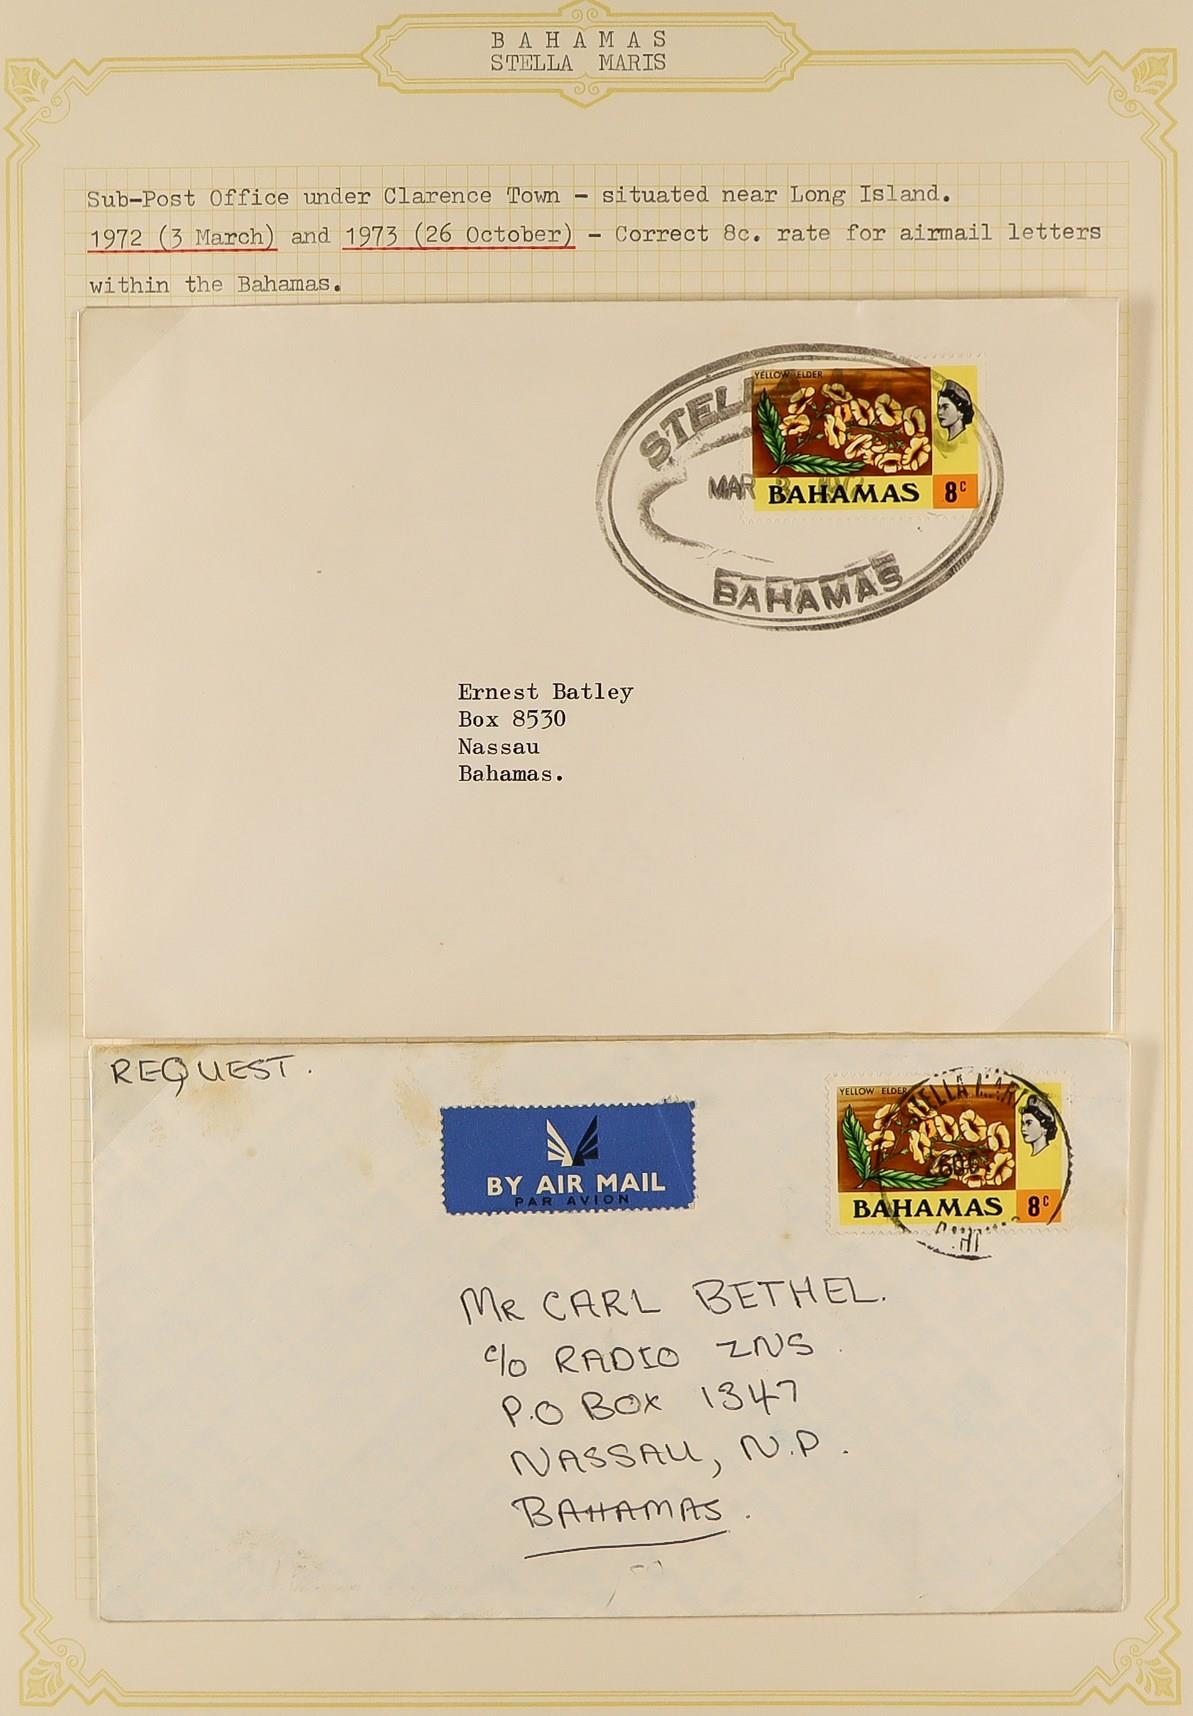 B A H A M A S
STELLA MARIS
Sub-Post Office under Clarence Town - situated near Long Island.
1972 (3 March) and 1973 (26 October) - Correct 8c. rate for airmail letters
within the Bahamas.
YELLOW ELDER
MAR
BAHAMAS 8c
BAHAMAS
Ernest Batley
Box 8530
Nassau
Bahamas.
REQUEST.
BY AIR MAIL
PAR AVION
YELLOW ELDER
STELLA MARIS
BAHAMAS 8c
MR CARL BETHEL.
c/o RADIO ZNS
P.O BOX 1347
NASSAU, N.P.
BAHAMAS.